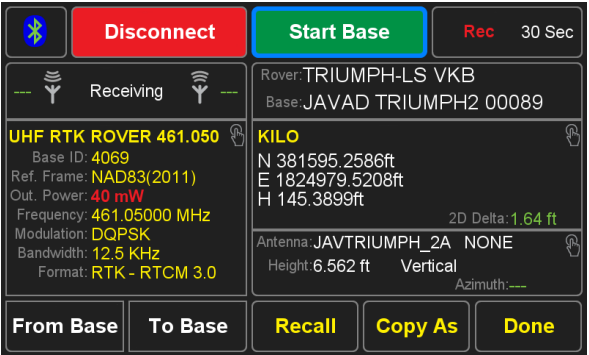 Disconnect Start Base Rec 30 Sec
--- Receiving ---
Rover:TRIUMPH-LS VKB
Base:JAVAD TRIUMPH2 00089
UHF RTK ROVER 461.050
Base ID: 4069
Ref. Frame: NAD83(2011)
Out. Power: 40 mW
Frequency: 461.05000 MHz
Modulation: DQPSK
Bandwidth: 12.5 KHz
Format: RTK - RTCM 3.0
KILO
N 381595.2586ft
E 1824979.5208ft
H 145.3899ft
2D Delta:1.64 ft
Antenna:JAVTRIUMPH_2A NONE
Height:6.562 ft Vertical
Azimuth:---
From Base To Base Recall Copy As Done